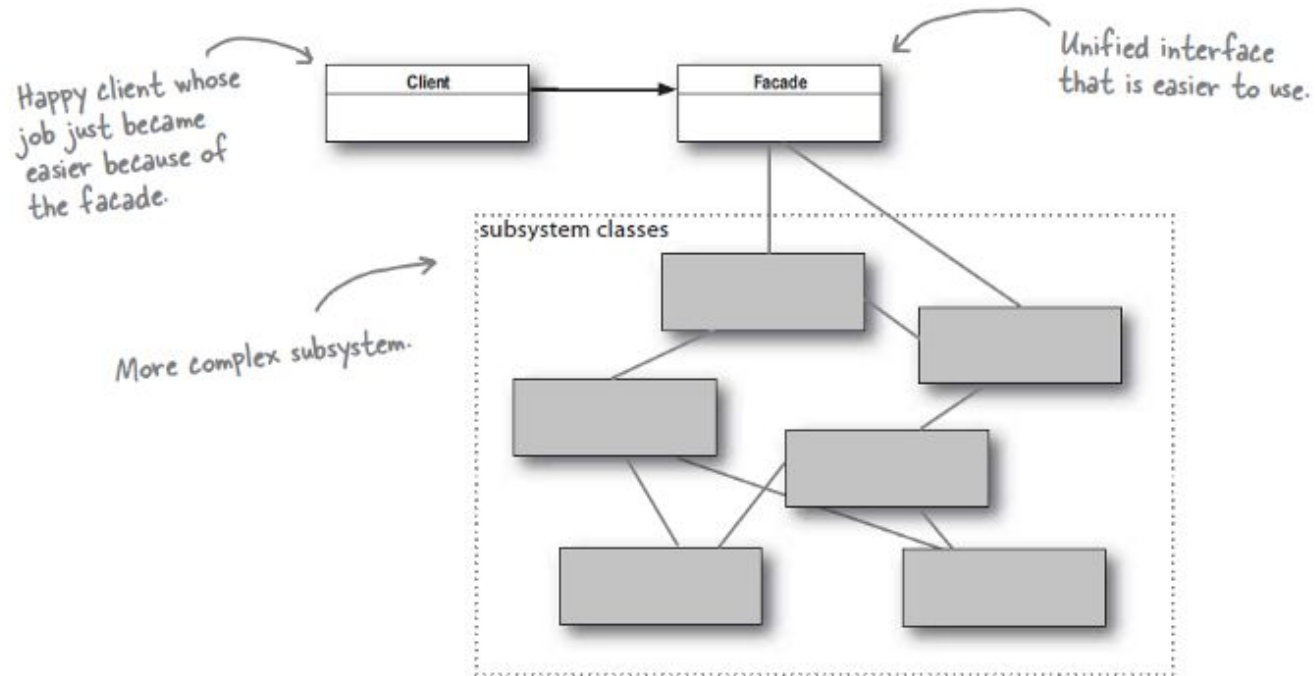 Unified interface
that is easier to use.
Happy client whose
job just became
easier because of
the facade.
Client
Facade
subsystem classes
More complex subsystem.